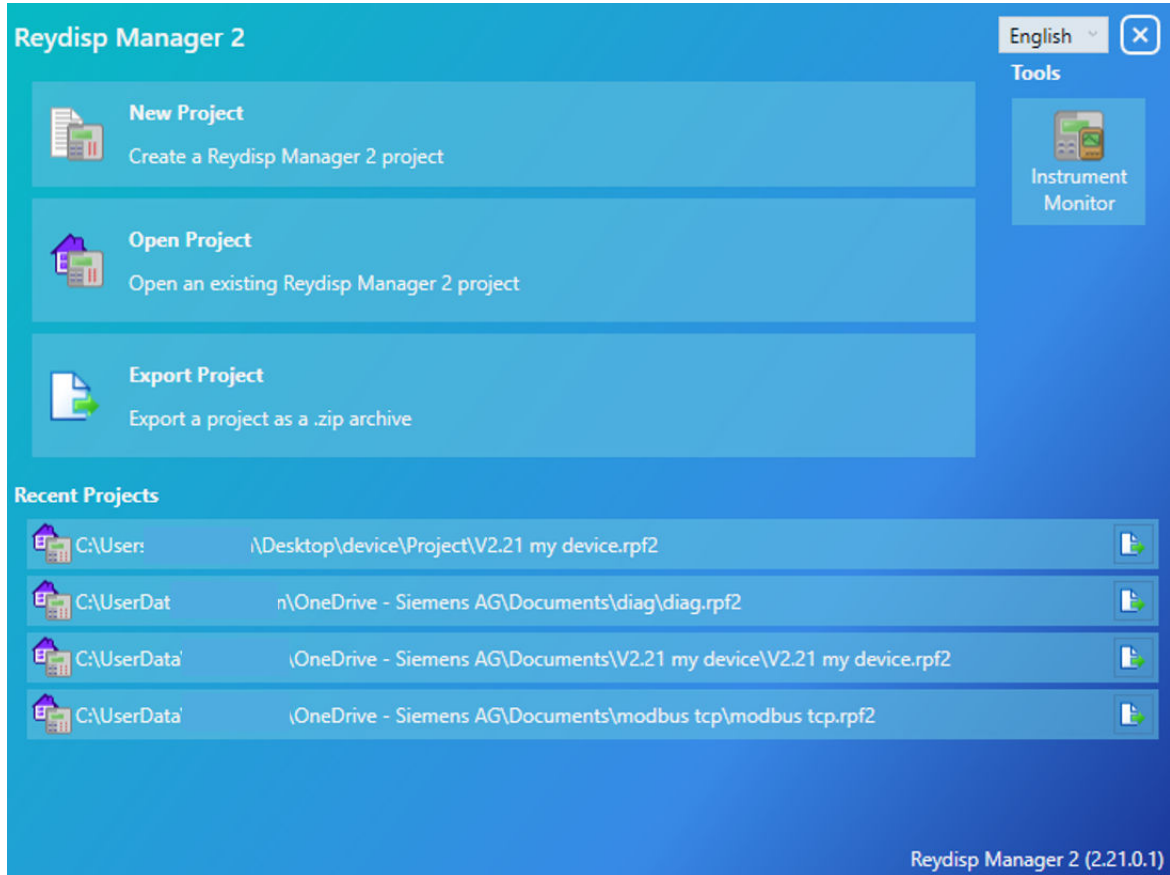 Reydisp Manager 2
English
Tools
New Project
Create a Reydisp Manager 2 project
Instrument
Monitor
Open Project
Open an existing Reydisp Manager 2 project
Export Project
Export a project as a .zip archive
Recent Projects
C:\Users \Desktop\device\Project\V2.21 my device.rpf2
C:\UserDat n\OneDrive - Siemens AG\Documents\diag\diag.rpf2
C:\UserData\ \OneDrive - Siemens AG\Documents\V2.21 my device\V2.21 my device.rpf2
C:\UserData\ \OneDrive - Siemens AG\Documents\modbus tcp\modbus tcp.rpf2
Reydisp Manager 2 (2.21.0.1)